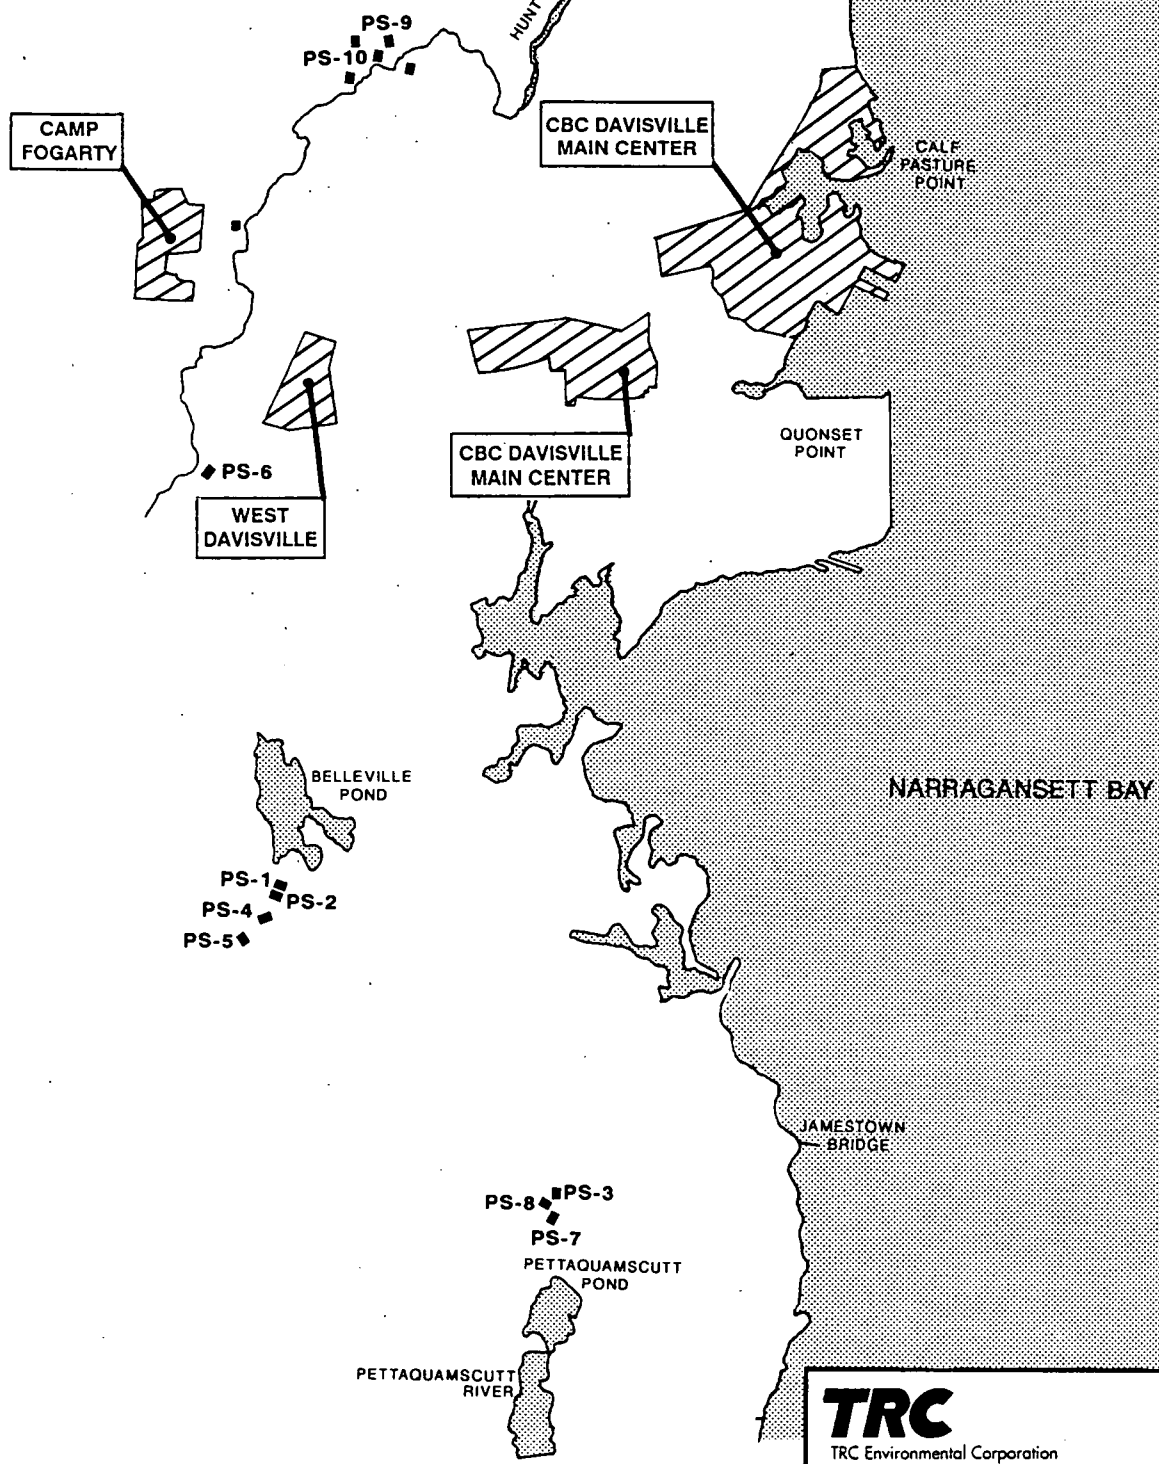 PS-9
HUNT
PS-10
CAMP
FOGARTY
CBC DAVISVILLE
MAIN CENTER
CALF
PASTURE
POINT
QUONSET
POINT
CBC DAVISVILLE
MAIN CENTER
PS-6
WEST
DAVISVILLE
BELLEVILLE
POND
NARRAGANSETT BAY
PS-1
PS-2
PS-4
PS-5
JAMESTOWN
BRIDGE
PS-3
PS-8
PS-7
PETTAQUAMSCUTT
POND
PETTAQUAMSCUTT
RIVER
TRC
TRC Environmental Corporation